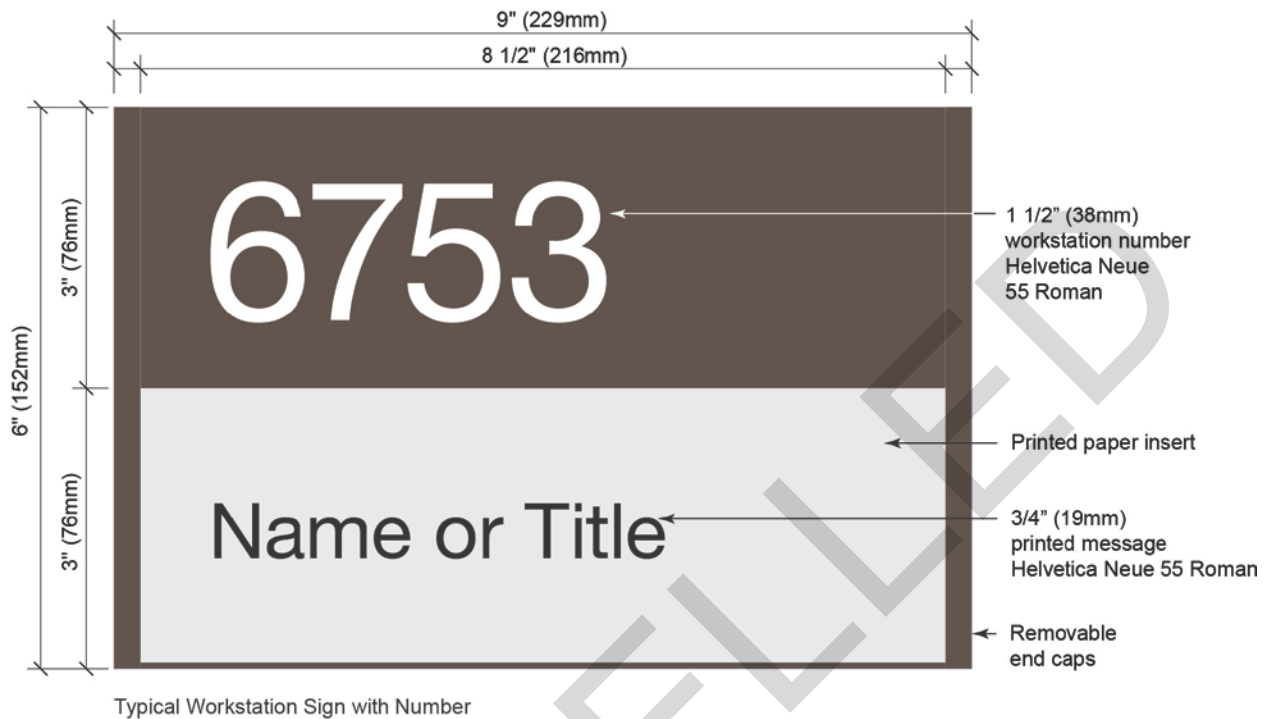 9" (229mm)
8 1/2" (216mm)
6" (152mm)
3" (76mm)
3" (76mm)
6753
1 1/2” (38mm)
workstation number
Helvetica Neue
55 Roman
Printed paper insert
Name or Title
3/4” (19mm)
printed message
Helvetica Neue 55 Roman
Removable
end caps
Typical Workstation Sign with Number
ELLED